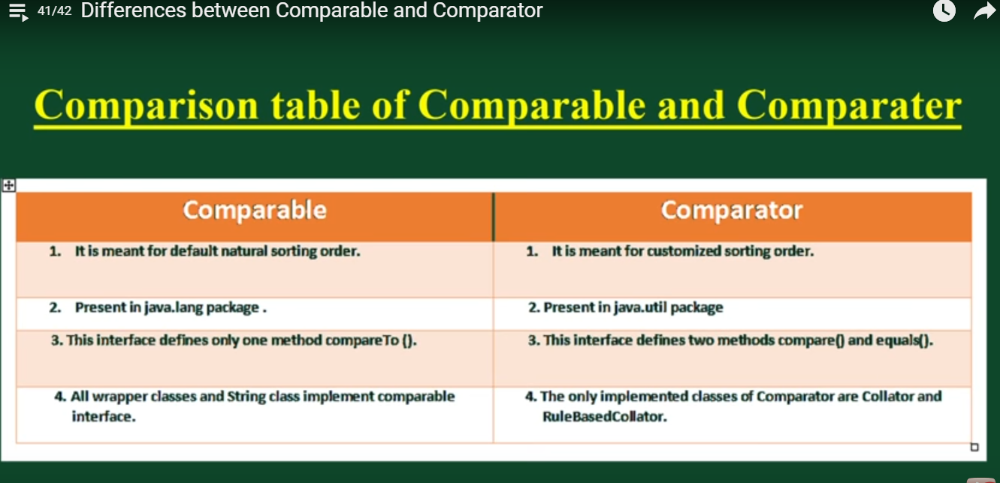 41/42 Differences between Comparable and Comparator
Comparison table of Comparable and Comparater
Comparable
Comparator
1. It is meant for default natural sorting order.
1. It is meant for customized sorting order.
2. Present in java.lang package .
2. Present in java.util package
3. This interface defines only one method compareTo ().
3. This interface defines two methods compare() and equals().
4. All wrapper classes and String class implement comparable
interface.
4. The only implemented classes of Comparator are Collator and
RuleBasedCollator.